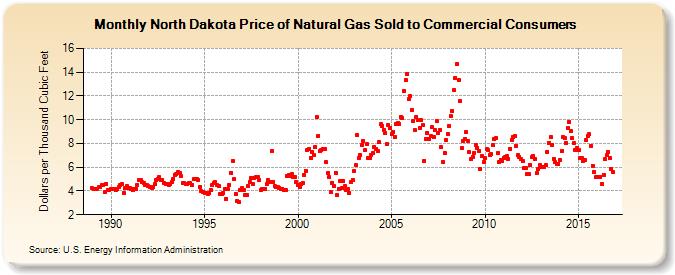 Monthly North Dakota Price of Natural Gas Sold to Commercial Consumers
Dollars per Thousand Cubic Feet
16
14
12
10
8
6
4
2
1990 1995 2000 2005 2010 2015
Source: U.S. Energy Information Administration